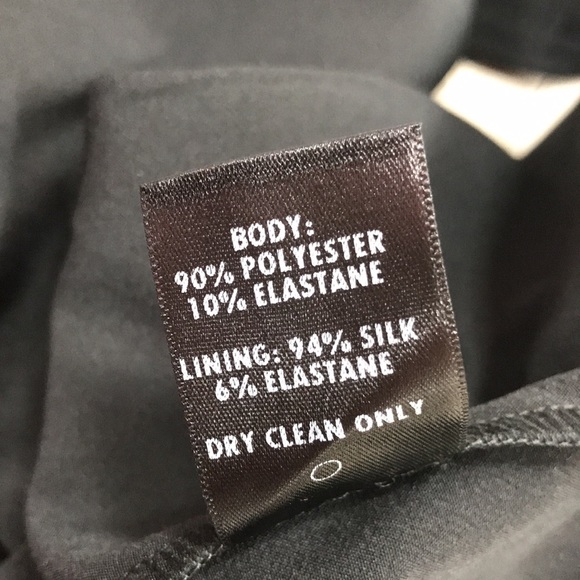 BODY:
90% POLYESTER
10% ELASTANE
LINING: 94% SILK
6% ELASTANE
DRY CLEAN ONLY